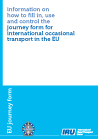 information on
how to fill in, use
and control the
journey form for
international occasional
transport in the EU
EU journey form
IRU